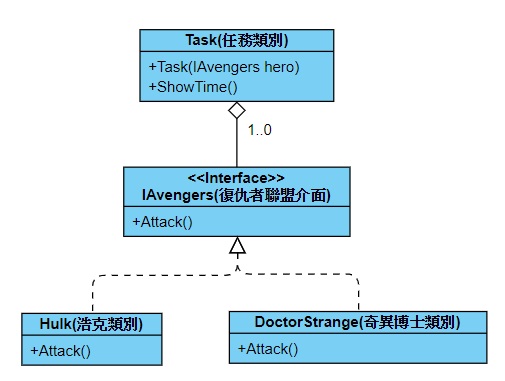 Task(任務類別)
+Task(IAvengers hero)
+ShowTime()
1..0
<<Interface>>
IAvengers(復仇者聯盟介面)
+Attack()
Hulk(浩克類別)
+Attack()
DoctorStrange(奇異博士類別)
+Attack()